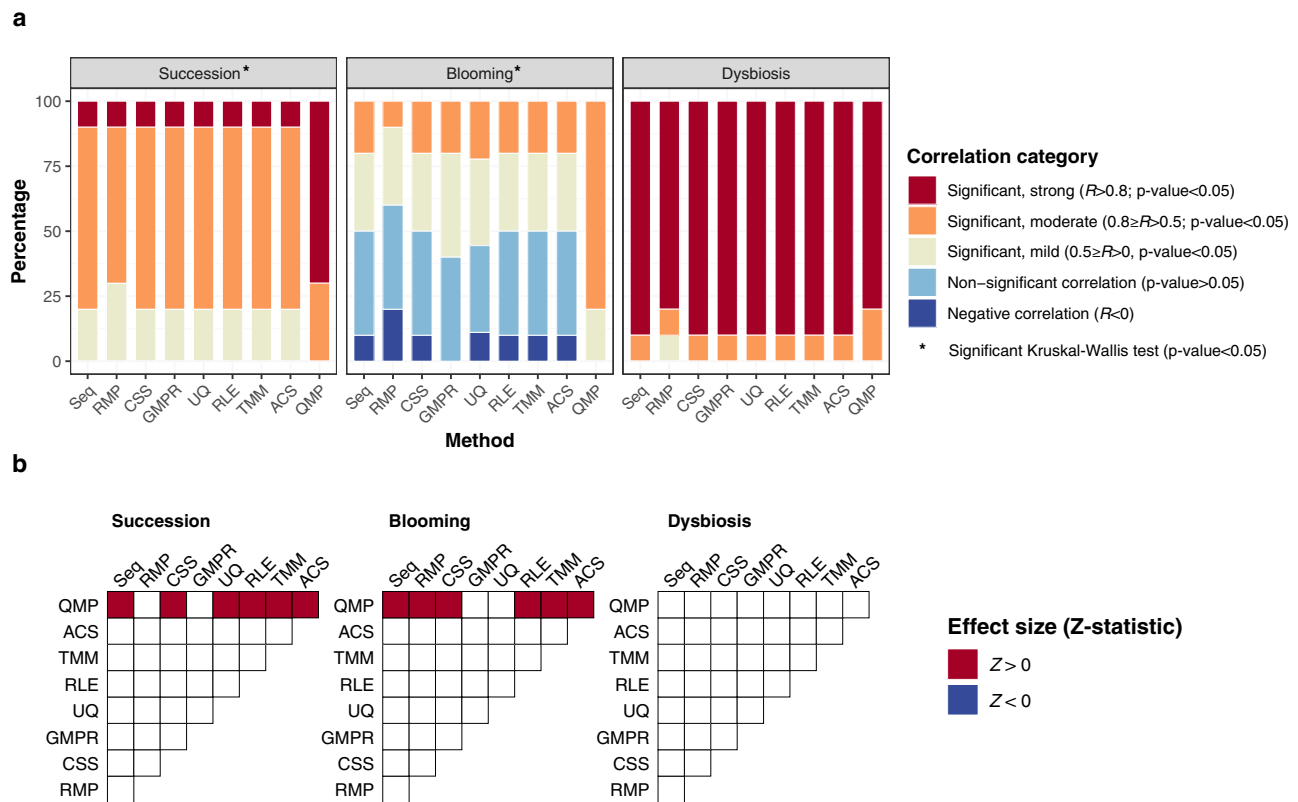 a
Succession *
Blooming *
Dysbiosis
100
75
50
25
0
Percentage
Seq RMP CSS GMPR UQ RLE TMM ACS QMP
Seq RMP CSS GMPR UQ RLE TMM ACS QMP
Seq RMP CSS GMPR UQ RLE TMM ACS QMP
Method
Correlation category
Significant, strong (R>0.8; p-value<0.05)
Significant, moderate (0.8≥R>0.5; p-value<0.05)
Significant, mild (0.5≥R>0, p-value<0.05)
Non−significant correlation (p-value>0.05)
Negative correlation (R<0)
* Significant Kruskal-Wallis test (p-value<0.05)
b
Succession
Seq RMP CSS GMPR UQ RLE TMM ACS
QMP
ACS
TMM
RLE
UQ
GMPR
CSS
RMP
Blooming
Seq RMP CSS GMPR UQ RLE TMM ACS
QMP
ACS
TMM
RLE
UQ
GMPR
CSS
RMP
Dysbiosis
Seq RMP CSS GMPR UQ RLE TMM ACS
QMP
ACS
TMM
RLE
UQ
GMPR
CSS
RMP
Effect size (Z-statistic)
Z > 0
Z < 0